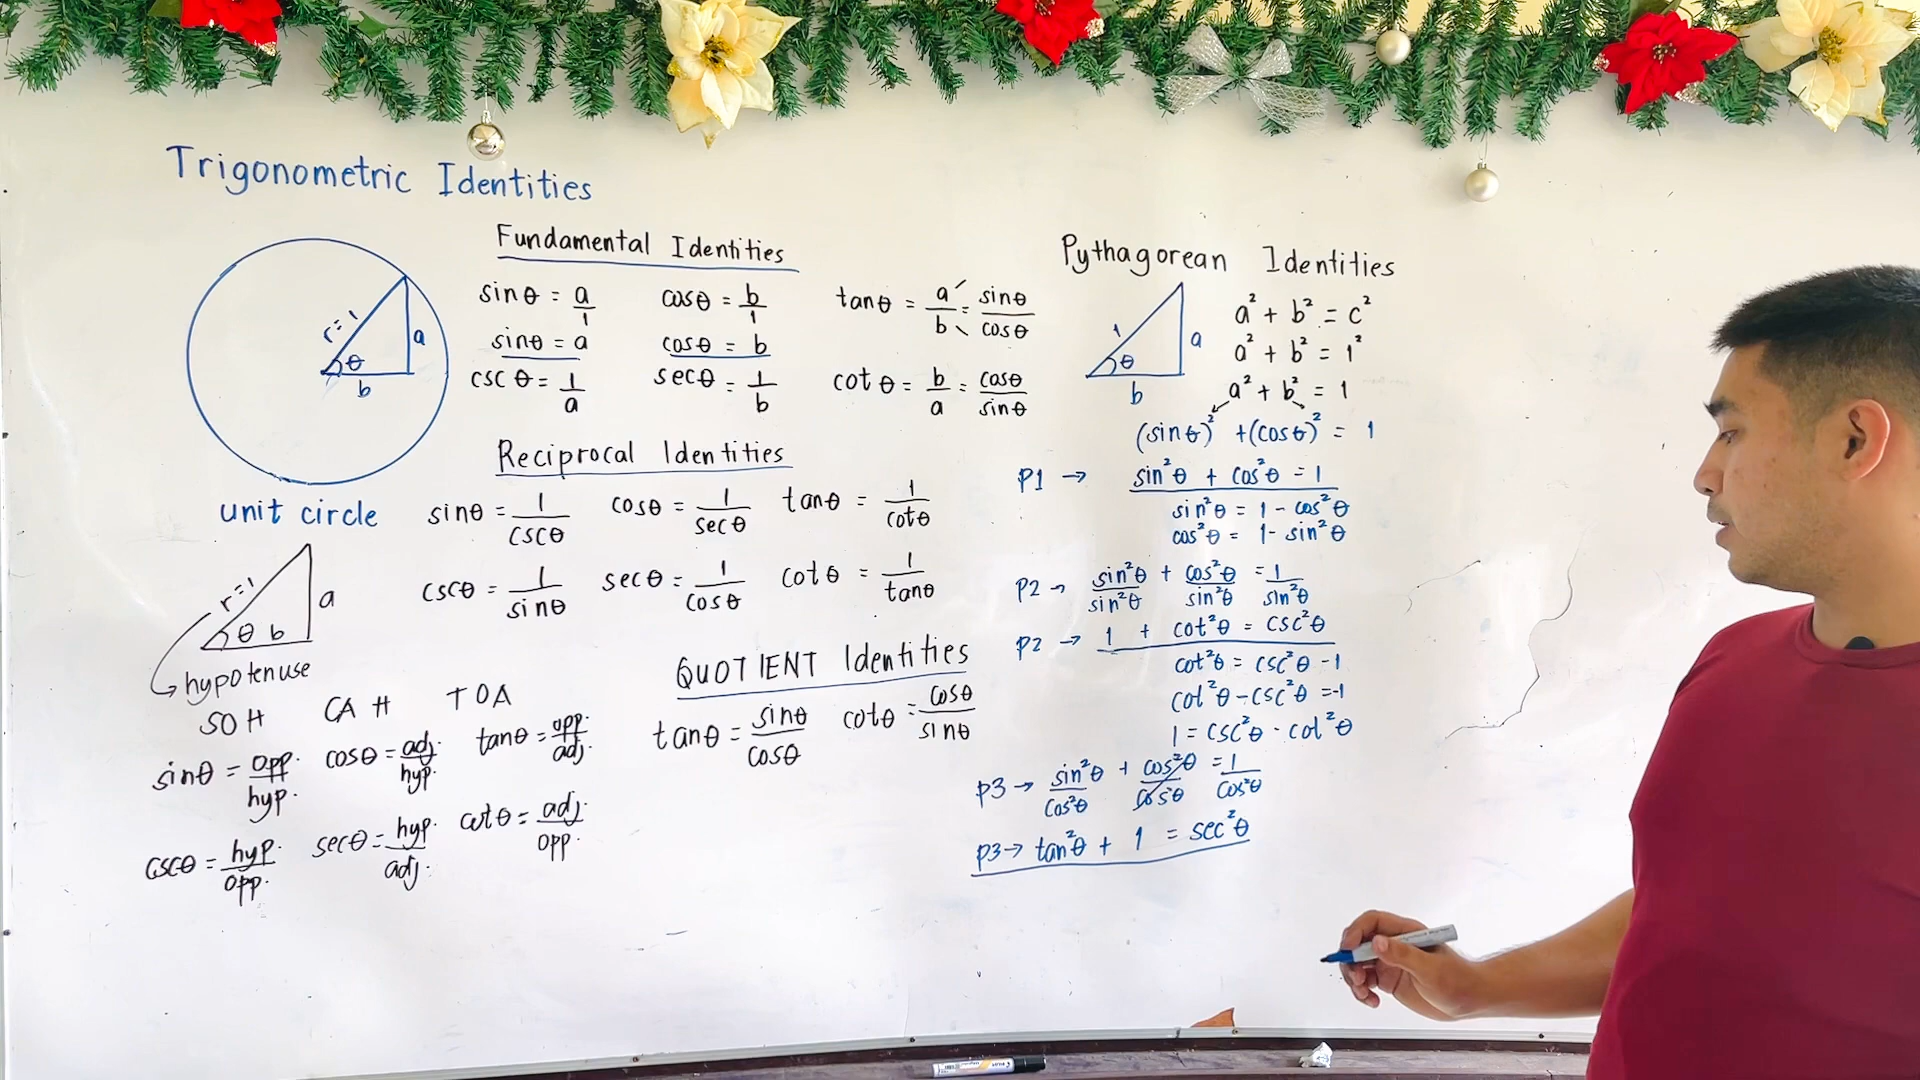 Trigonometric Identities
r=1
θ
a
b
unit circle
r=1
a
θ b
hypotenuse
SOH CAH TOA
sinθ = opp./hyp. cosθ = adj./hyp. tanθ = opp./adj.
cscθ = hyp./opp. secθ = hyp./adj. cotθ = adj./opp.
Fundamental Identities
sinθ = a/1 cosθ = b/1 tanθ = a/b = sinθ/cosθ
sinθ = a cosθ = b
cscθ = 1/a secθ = 1/b cotθ = b/a = cosθ/sinθ
Reciprocal Identities
sinθ = 1/cscθ cosθ = 1/secθ tanθ = 1/cotθ
cscθ = 1/sinθ secθ = 1/cosθ cotθ = 1/tanθ
QUOTIENT Identities
tanθ = sinθ/cosθ cotθ = cosθ/sinθ
Pythagorean Identities
1
θ
a
b
a² + b² = c²
a² + b² = 1²
a² + b² = 1
(sinθ)² + (cosθ)² = 1
P1 → sin²θ + cos²θ = 1
sin²θ = 1 - cos²θ
cos²θ = 1 - sin²θ
P2 → sin²θ/sin²θ + cos²θ/sin²θ = 1/sin²θ
P2 → 1 + cot²θ = csc²θ
cot²θ = csc²θ - 1
cot²θ - csc²θ = -1
1 = csc²θ - cot²θ
P3 → sin²θ/cos²θ + cos²θ/cos²θ = 1/cos²θ
P3 → tan²θ + 1 = sec²θ